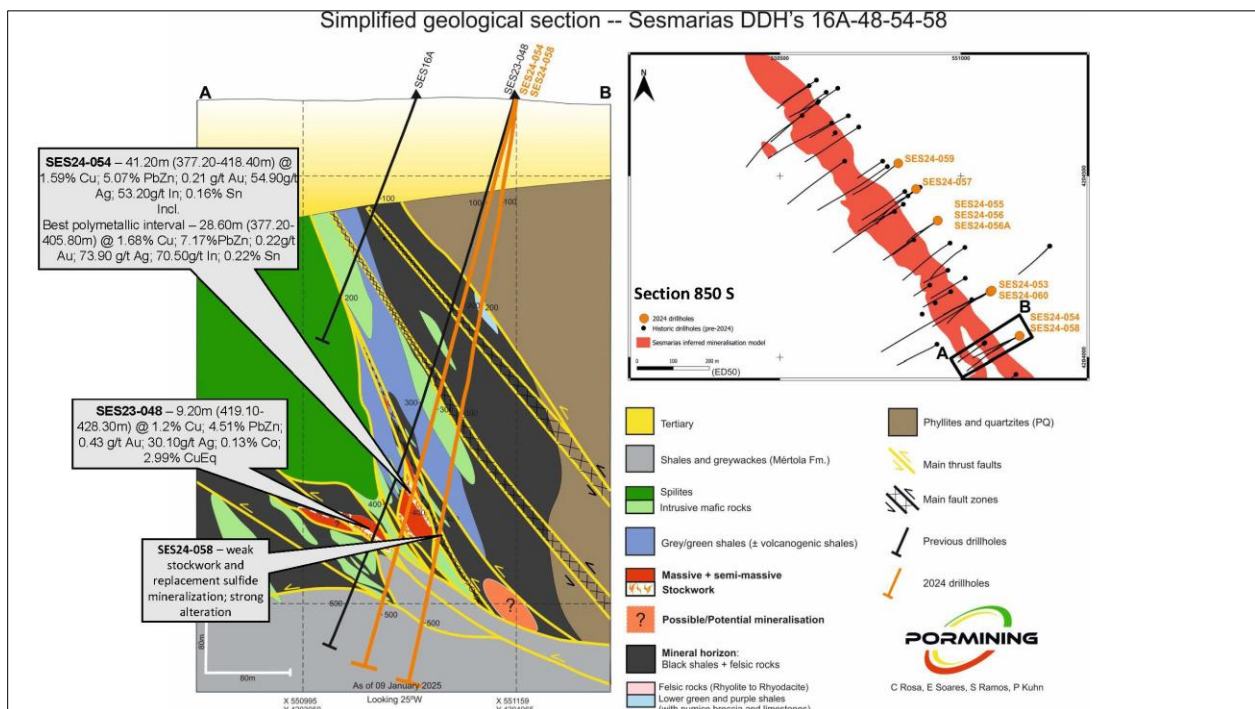 Simplified geological section -- Sesmarias DDH's 16A-48-54-58
A
B
SES16A
SES23-048
SES24-054
SES24-058
SES24-054 – 41.20m (377.20-418.40m) @
1.59% Cu; 5.07% PbZn; 0.21 g/t Au; 54.90g/t
Ag; 53.20g/t In; 0.16% Sn
Incl.
Best polymetallic interval – 28.60m (377.20-
405.80m) @ 1.68% Cu; 7.17%PbZn; 0.22g/t
Au; 73.90 g/t Ag; 70.50g/t In; 0.22% Sn
100
100
100
200
200
300
300
400
SES23-048 – 9.20m (419.10-
428.30m) @ 1.2% Cu; 4.51% PbZn;
0.43 g/t Au; 30.10g/t Ag; 0.13% Co;
2.99% CuEq
SES24-058 – weak
stockwork and
replacement sulfide
mineralization; strong
alteration
?
500
500
500
80m
80m
As of 09 January 2025
Looking 25ºW
X 550995
X 551159
N
551000
SES24-059
SES24-057
SES24-055
SES24-056
SES24-056A
SES24-053
SES24-060
SES24-054
SES24-058
B
A
Section 850 S
2024 drillholes
Historic drillholes (pre-2024)
Sesmarias inferred mineralisation model
0 100 200 m
(ED50)
Tertiary
Shales and greywackes (Mértola Fm.)
Spilites
Intrusive mafic rocks
Grey/green shales (± volcanogenic shales)
Massive + semi-massive
Stockwork
? Possible/Potential mineralisation
Mineral horizon:
Black shales + felsic rocks
Felsic rocks (Rhyolite to Rhyodacite)
Lower green and purple shales
(with pumice breccia and limestones)
Phyllites and quartzites (PQ)
Main thrust faults
Main fault zones
Previous drillholes
2024 drillholes
PORMINING
C Rosa, E Soares, S Ramos, P Kuhn